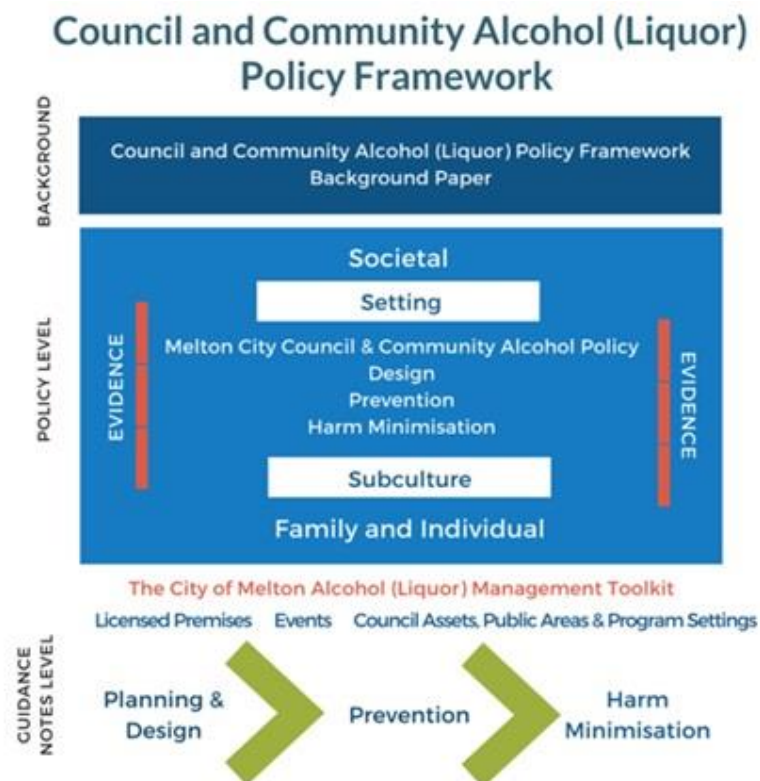 Council and Community Alcohol (Liquor)
Policy Framework
BACKGROUND
Council and Community Alcohol (Liquor) Policy Framework
Background Paper
POLICY LEVEL
Societal
Setting
EVIDENCE
Melton City Council & Community Alcohol Policy
Design
Prevention
Harm Minimisation
EVIDENCE
Subculture
Family and Individual
The City of Melton Alcohol (Liquor) Management Toolkit
Licensed Premises Events Council Assets, Public Areas & Program Settings
GUIDANCE
NOTES LEVEL
Planning &
Design
Prevention
Harm
Minimisation